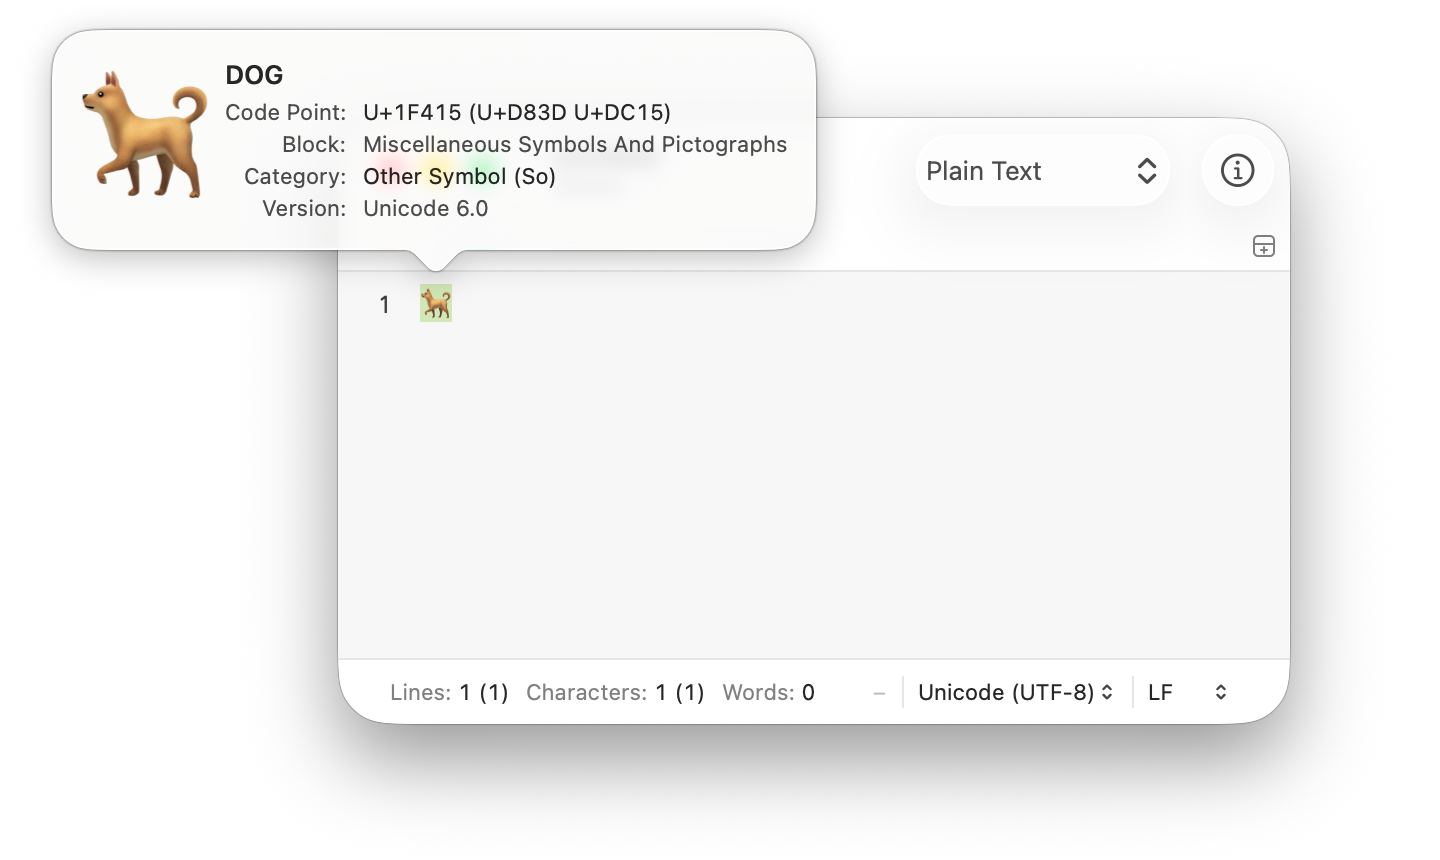 DOG
Code Point: U+1F415 (U+D83D U+DC15)
Block: Miscellaneous Symbols And Pictographs
Category: Other Symbol (So)
Version: Unicode 6.0
Plain Text
1 🐕
Lines: 1 (1) Characters: 1 (1) Words: 0 – Unicode (UTF-8) LF